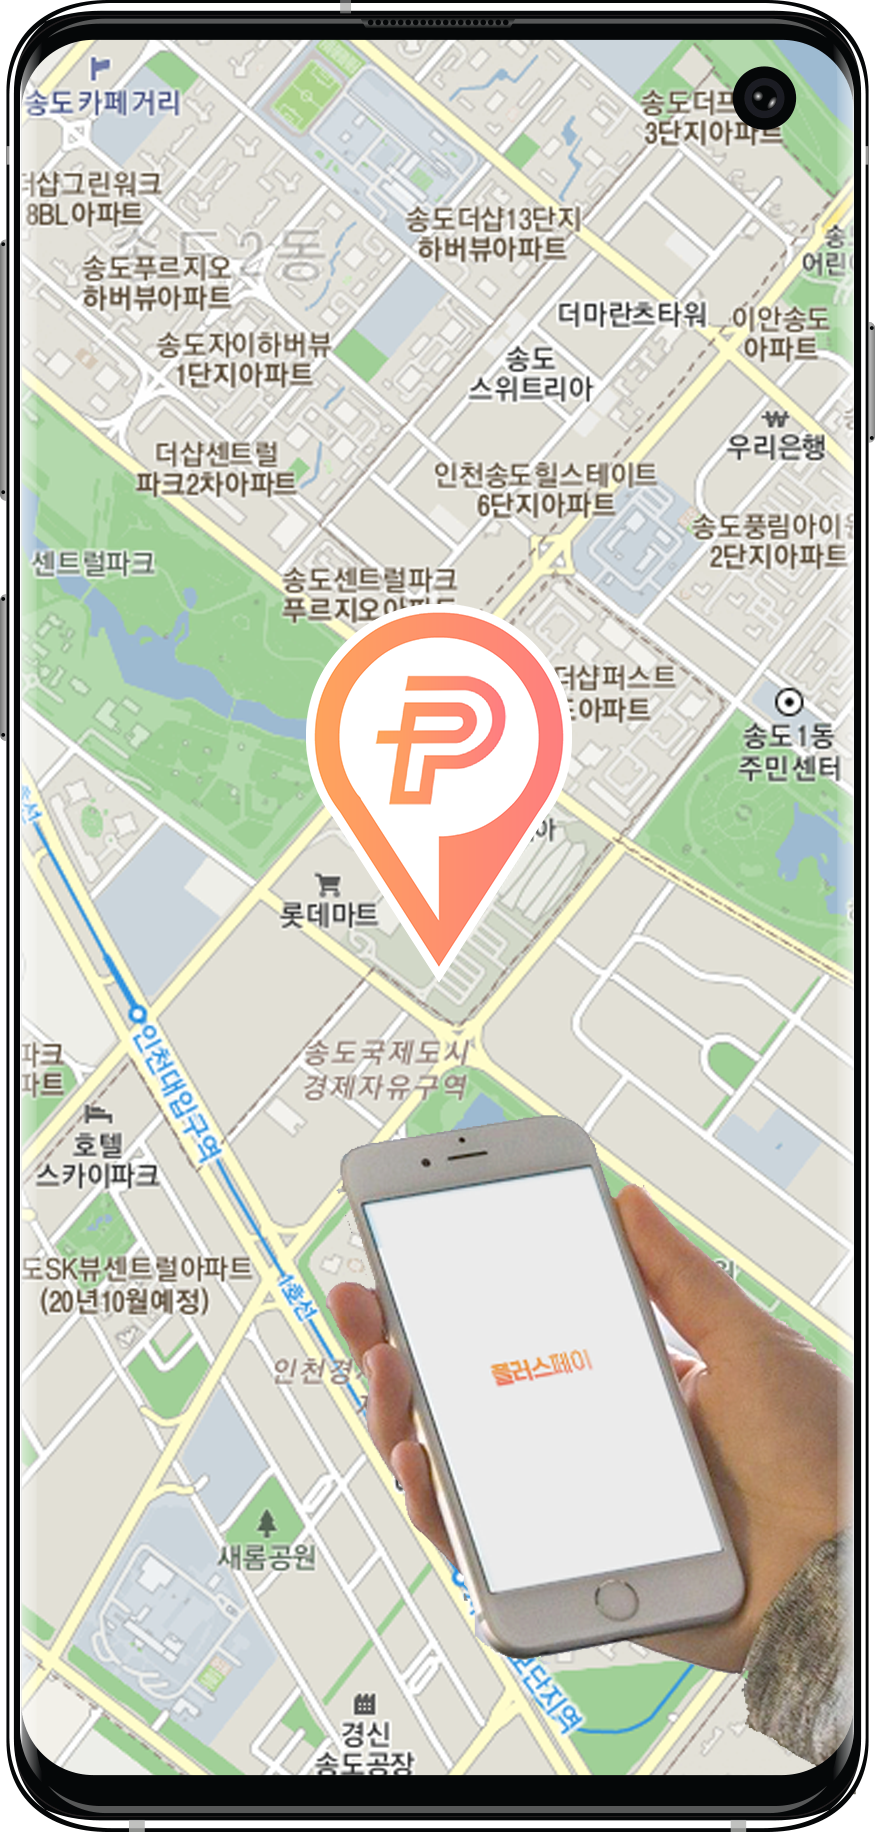 송도카페거리
송도더프
3단지아파트
더샵그린워크
8BL아파트
송도2동
송도더샵13단지
하버뷰아파트
송도푸르지오
하버뷰아파트
어린
더마란츠타워
이안송도
아파트
송도자이하버뷰
1단지아파트
송도
스위트리아
우리은행
더샵센트럴
파크2차아파트
인천송도힐스테이트
6단지아파트
송도풍림아이
2단지아파트
센트럴파크
송도센트럴파크
푸르지오아파트
더샵퍼스트
아파트
송도1동
주민센터
롯데마트
인천대입구역
송도국제도시
경제자유구역
파크
파트
호텔
스카이파크
도SK뷰센트럴아파트
(20년10월예정)
1호선
인천경
플러스페이
새롬공원
단지역
경신
송도공장